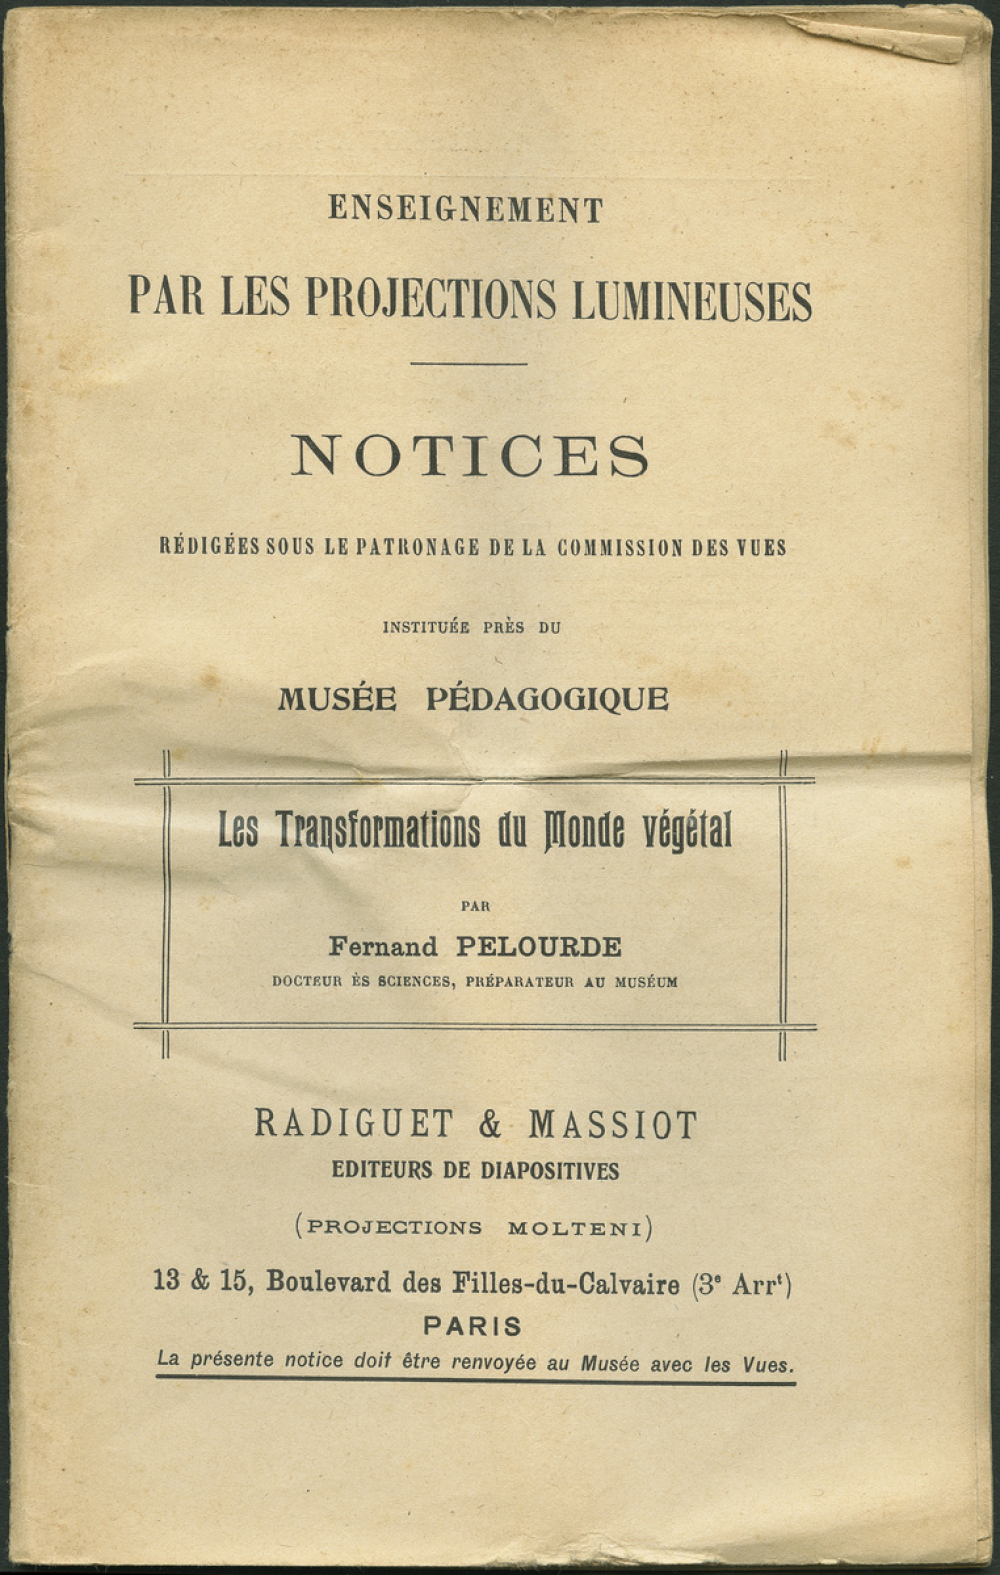 ENSEIGNEMENT
PAR LES PROJECTIONS LUMINEUSES
NOTICES
RÉDIGÉES SOUS LE PATRONAGE DE LA COMMISSION DES VUES
INSTITUÉE PRÈS DU
MUSÉE PÉDAGOGIQUE
Les Transformations du Monde végétal
PAR
Fernand PELOURDE
DOCTEUR ÈS SCIENCES, PRÉPARATEUR AU MUSÉUM
RADIGUET & MASSIOT
EDITEURS DE DIAPOSITIVES
(PROJECTIONS MOLTENI)
13 & 15, Boulevard des Filles-du-Calvaire (3e Arrt)
PARIS
La présente notice doit être renvoyée au Musée avec les Vues.